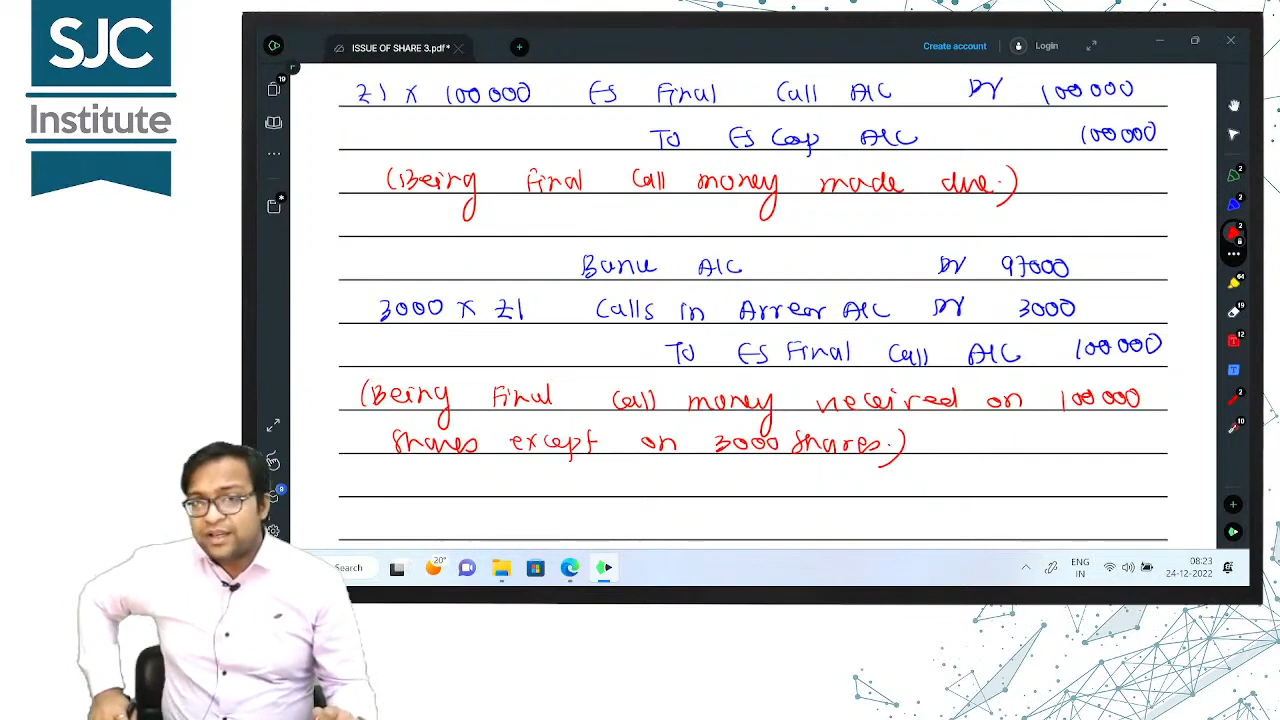 SJC
Institute
ISSUE OF SHARE 3.pdf*
Create account
Login
₹1 x 100000 ES Final Call A/C Dr 100000
To ES Cap A/C 100000
(Being final call money made due.)
Bank A/C Dr 97000
3000 x ₹1 Calls in Arrear A/C Dr 3000
To ES Final Call A/C 100000
(Being final call money received on 100000
shares except on 3000 shares.)
Search
20°
ENG
IN
08:23
24-12-2022